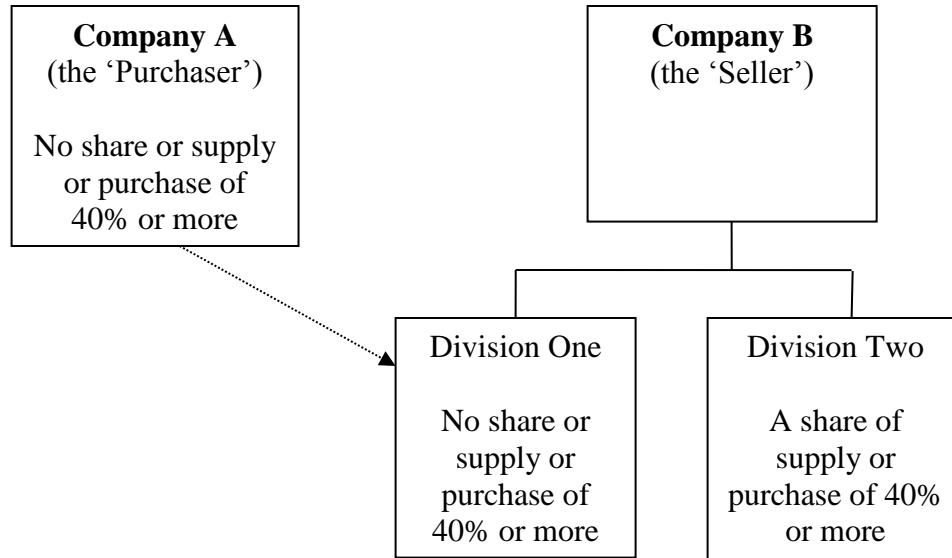 Company A
(the ‘Purchaser’)
No share or supply
or purchase of
40% or more
Company B
(the ‘Seller’)
Division One
No share or
supply or
purchase of
40% or more
Division Two
A share of
supply or
purchase of 40%
or more